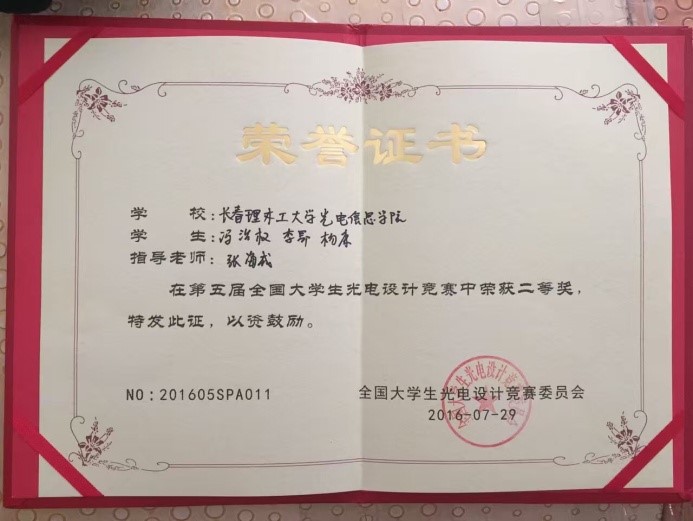 荣誉证书
学 校：长春理工大学光电信息学院
学 生：冯治权 李昂 杨康
指导老师：张海武
在第五届全国大学生光电设计竞赛中荣获二等奖，
特发此证，以资鼓励。
NO:201605SPA011
全国大学生光电设计竞赛委员会
2016-07-29